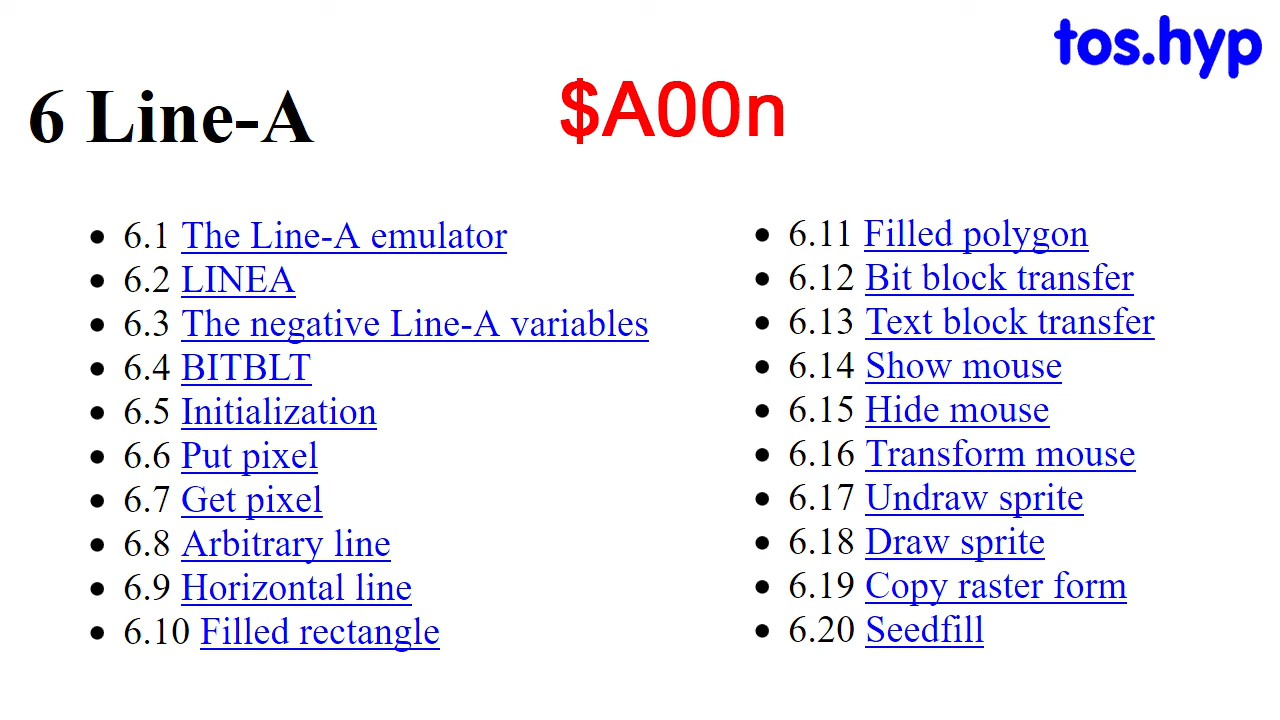 tos.hyp
6 Line-A
$A00n
• 6.1 The Line-A emulator
• 6.2 LINEA
• 6.3 The negative Line-A variables
• 6.4 BITBLT
• 6.5 Initialization
• 6.6 Put pixel
• 6.7 Get pixel
• 6.8 Arbitrary line
• 6.9 Horizontal line
• 6.10 Filled rectangle
• 6.11 Filled polygon
• 6.12 Bit block transfer
• 6.13 Text block transfer
• 6.14 Show mouse
• 6.15 Hide mouse
• 6.16 Transform mouse
• 6.17 Undraw sprite
• 6.18 Draw sprite
• 6.19 Copy raster form
• 6.20 Seedfill